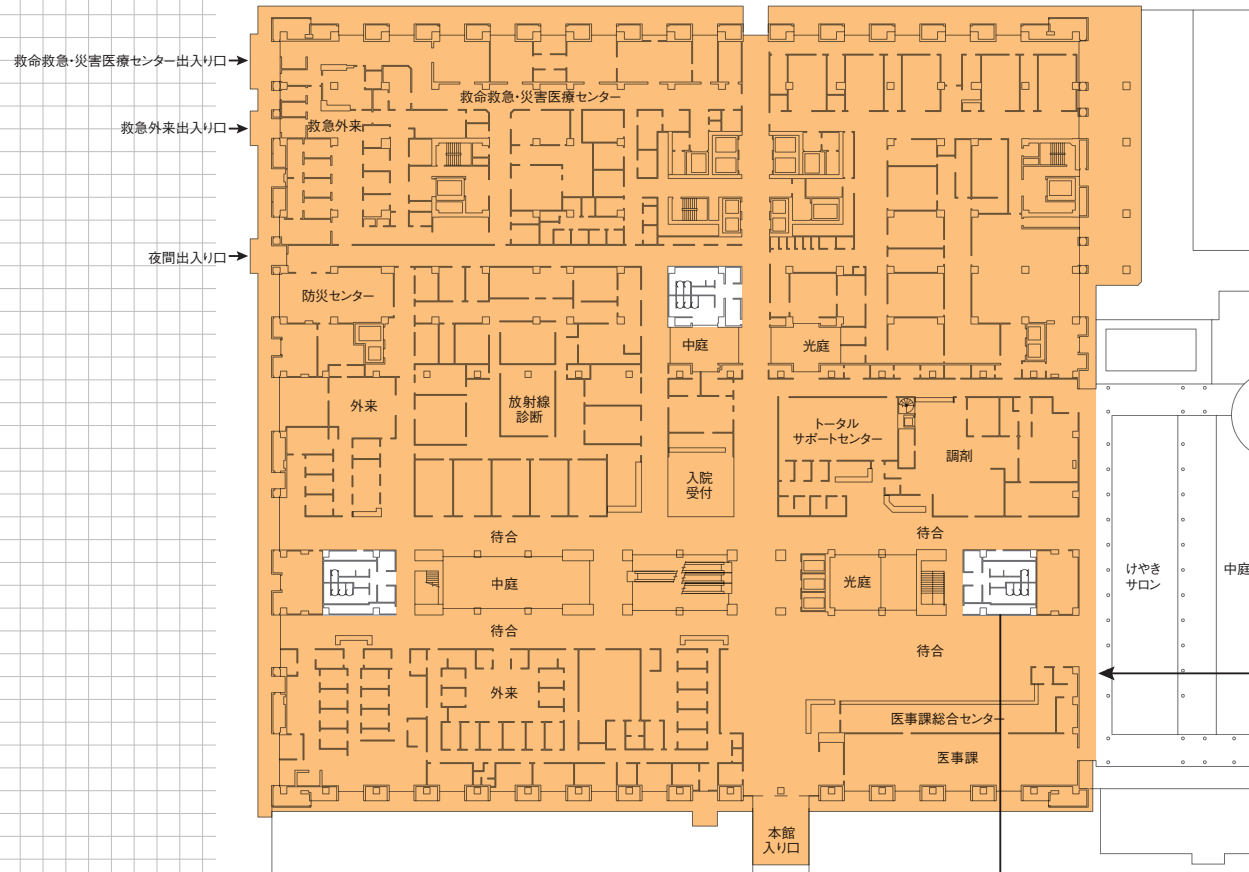 救命救急・災害医療センター出入り口
救命救急・災害医療センター
救急外来出入り口
救急外来
夜間出入り口
防災センター
中庭
光庭
外来
放射線
診断
トータル
サポートセンター
調剤
入院
受付
待合
待合
中庭
光庭
けやき
サロン
中庭
待合
待合
外来
医事課総合センター
医事課
本館
入り口